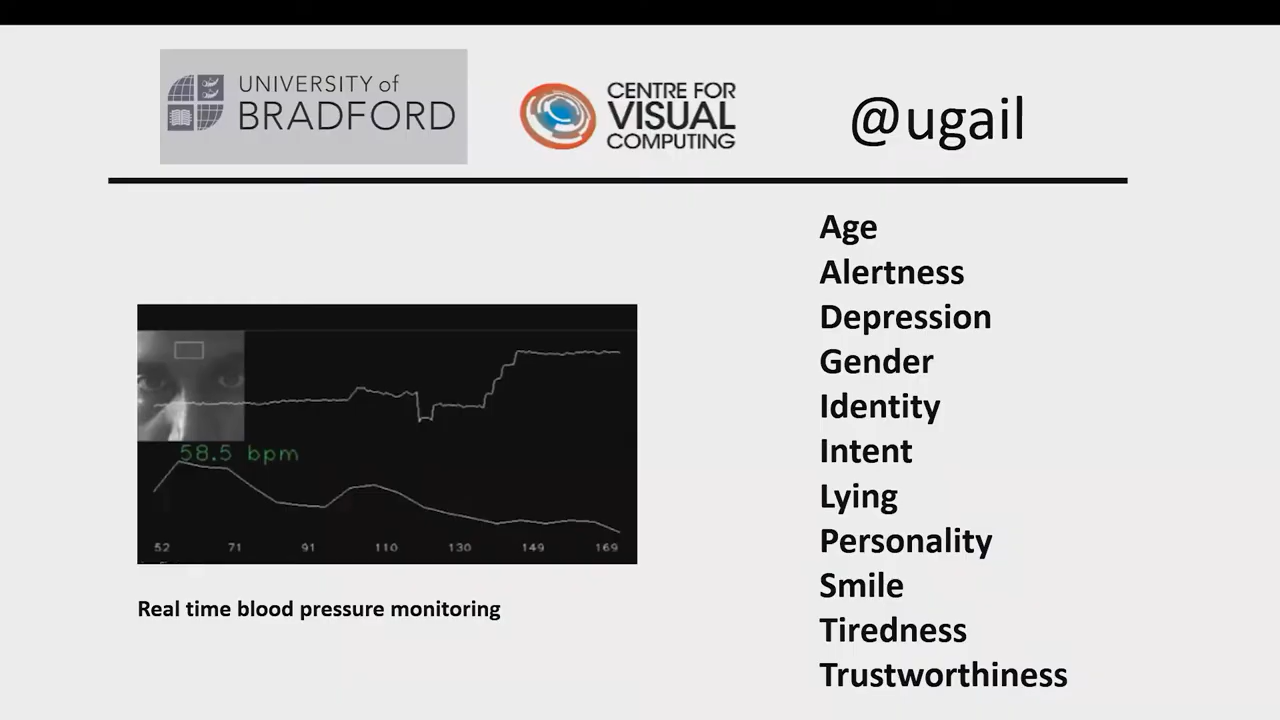 UNIVERSITY of
BRADFORD
CENTRE FOR
VISUAL
COMPUTING
@ugail
58.5 bpm
52 71 91 110 130 149 169
Real time blood pressure monitoring
Age
Alertness
Depression
Gender
Identity
Intent
Lying
Personality
Smile
Tiredness
Trustworthiness